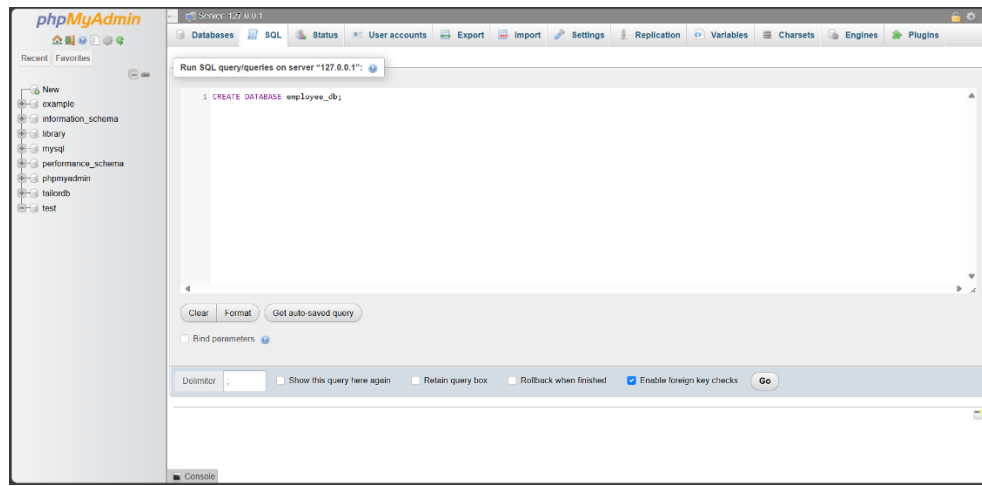 phpMyAdmin
Recent Favorites
New
example
information_schema
library
mysql
performance_schema
phpmyadmin
tailordb
test
Server: 127.0.0.1
Databases SQL Status User accounts Export Import Settings Replication Variables Charsets Engines Plugins
Run SQL query/queries on server “127.0.0.1”:
1 CREATE DATABASE employee_db;
Clear Format Get auto-saved query
Bind parameters
Delimiter ; Show this query here again Retain query box Rollback when finished Enable foreign key checks Go
Console